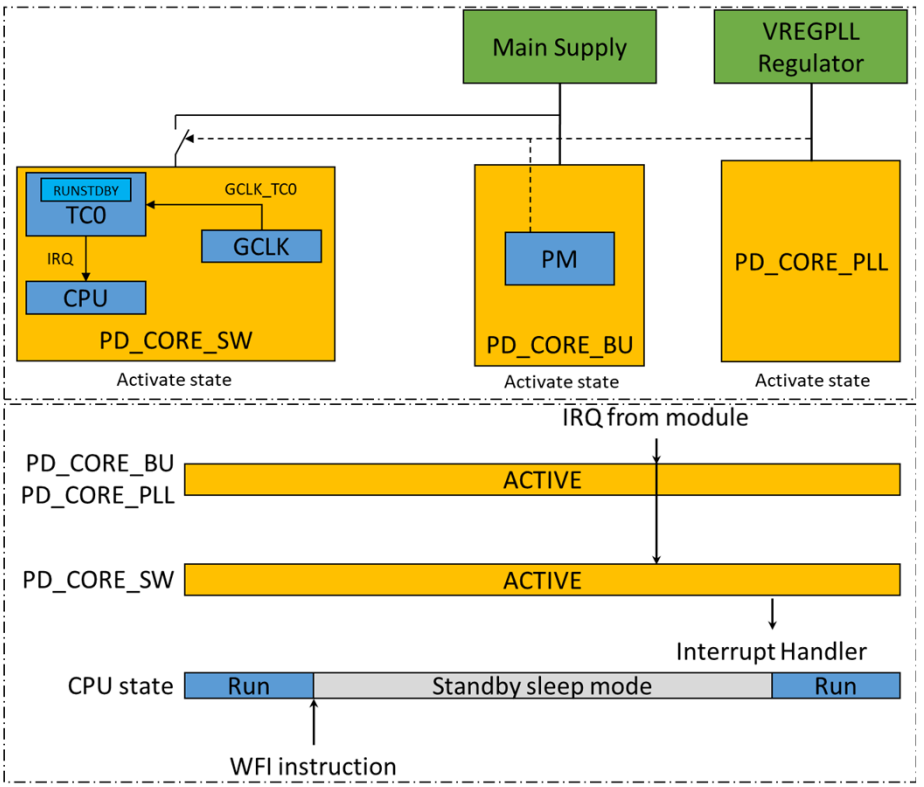 Main Supply
VREGPLL
Regulator
RUNSTDBY
TC0
GCLK_TC0
GCLK
IRQ
CPU
PD_CORE_SW
Activate state
PM
PD_CORE_BU
Activate state
PD_CORE_PLL
Activate state
IRQ from module
PD_CORE_BU
PD_CORE_PLL
ACTIVE
PD_CORE_SW
ACTIVE
Interrupt Handler
CPU state
Run
Standby sleep mode
Run
WFI instruction